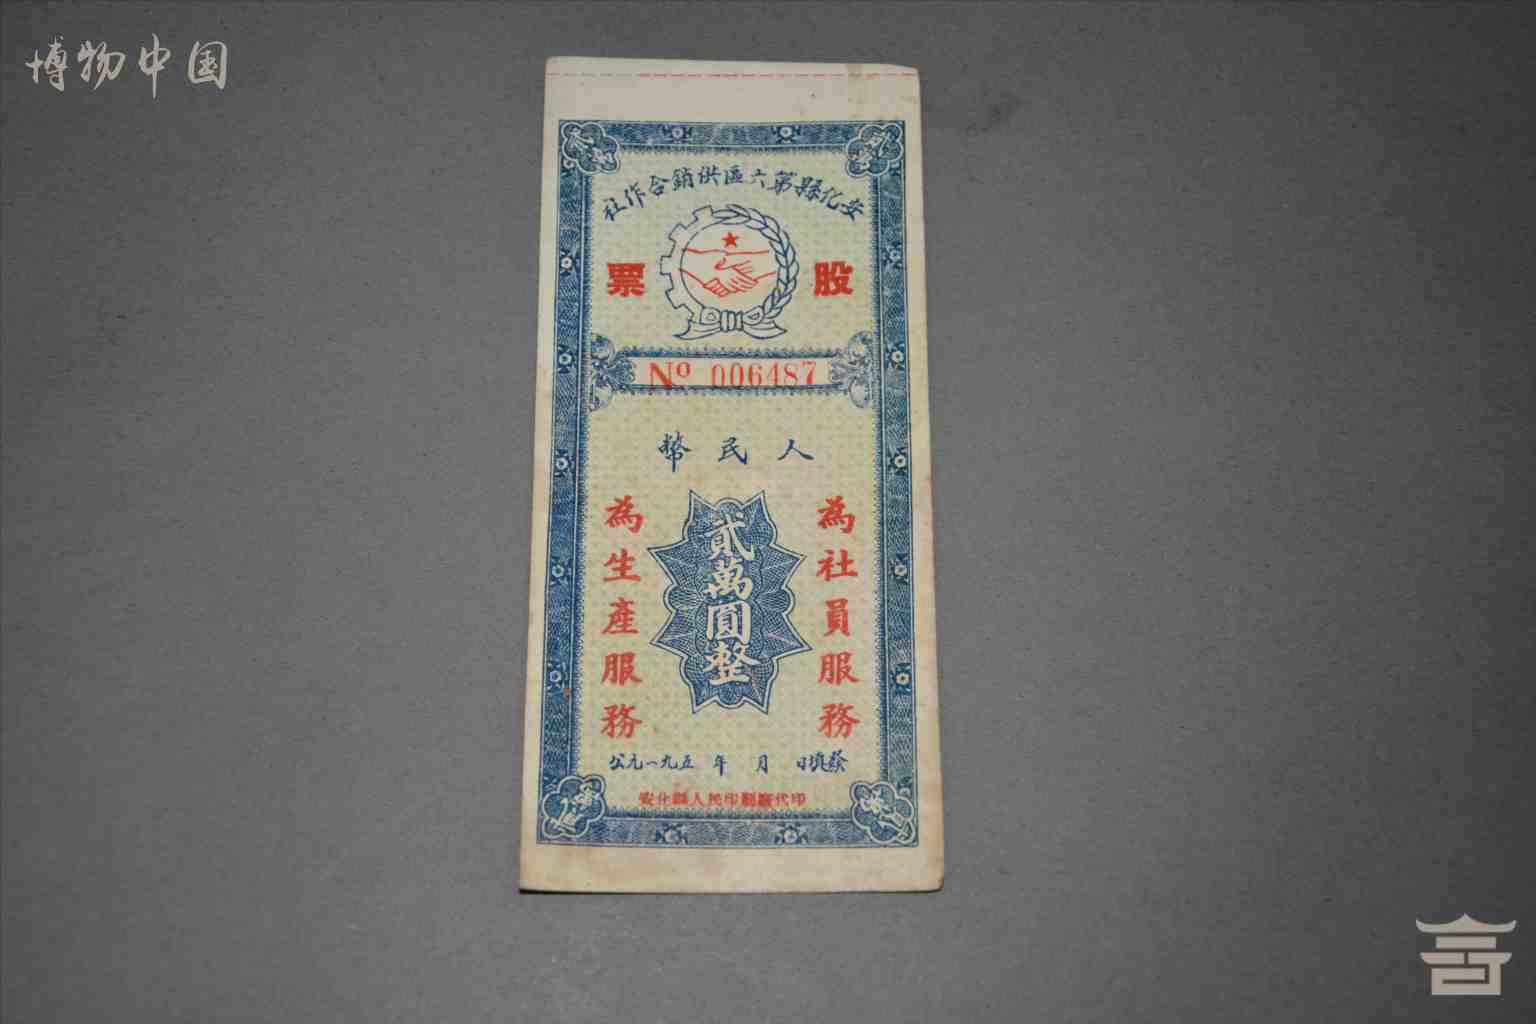 博物中国
安化縣第六區供銷合作社
股票
No 006487
人民幣
為社員服務
貳萬圓整
為生產服務
公元一九五 年 月 日填發
安化縣人民印刷廠代印